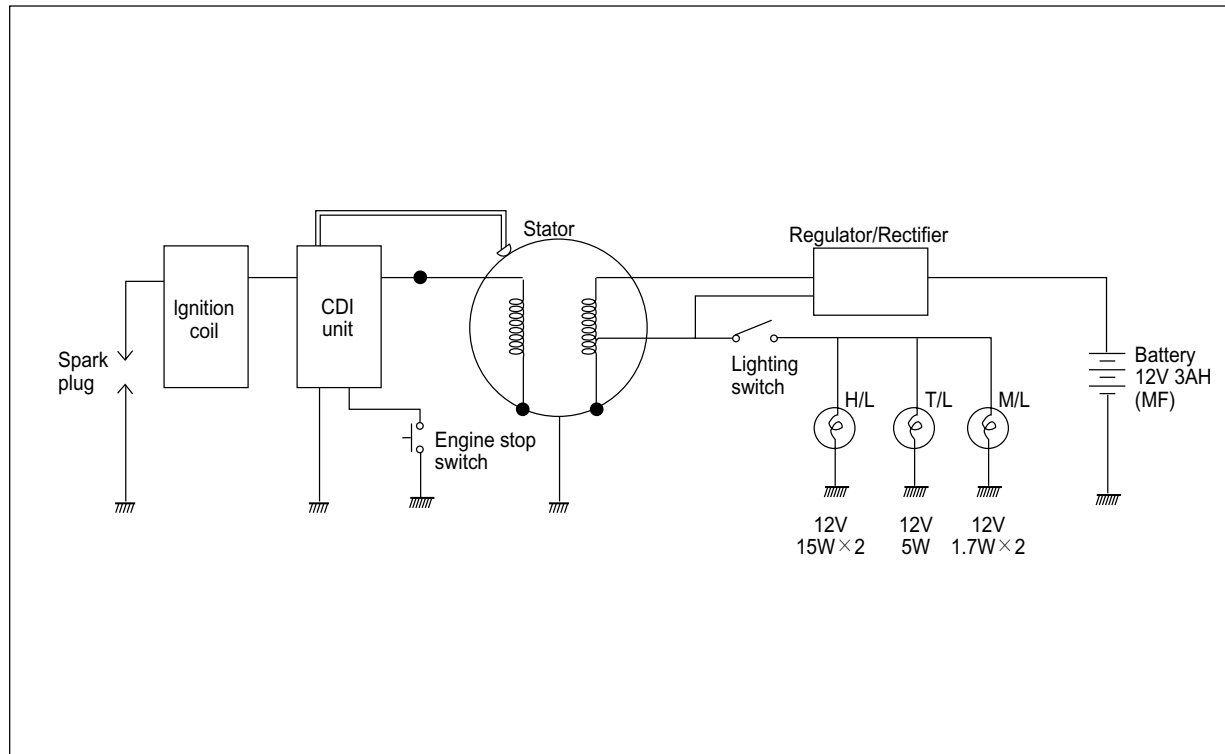 Stator
Regulator/Rectifier
Ignition
coil
CDI
unit
Spark
plug
Lighting
switch
Battery
12V 3AH
(MF)
H/L
T/L
M/L
Engine stop
switch
12V
15W×2
12V
5W
12V
1.7W×2